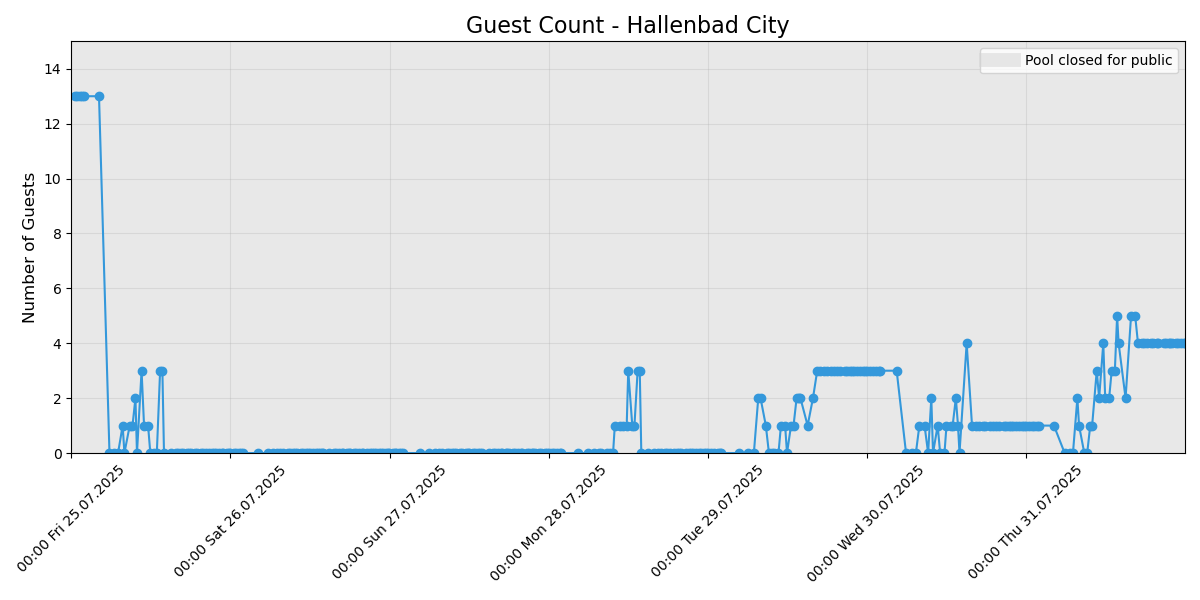 Guest Count - Hallenbad City
Pool closed for public
Number of Guests
14
12
10
8
6
4
2
0
00:00 Fri 25.07.2025
00:00 Sat 26.07.2025
00:00 Sun 27.07.2025
00:00 Mon 28.07.2025
00:00 Tue 29.07.2025
00:00 Wed 30.07.2025
00:00 Thu 31.07.2025